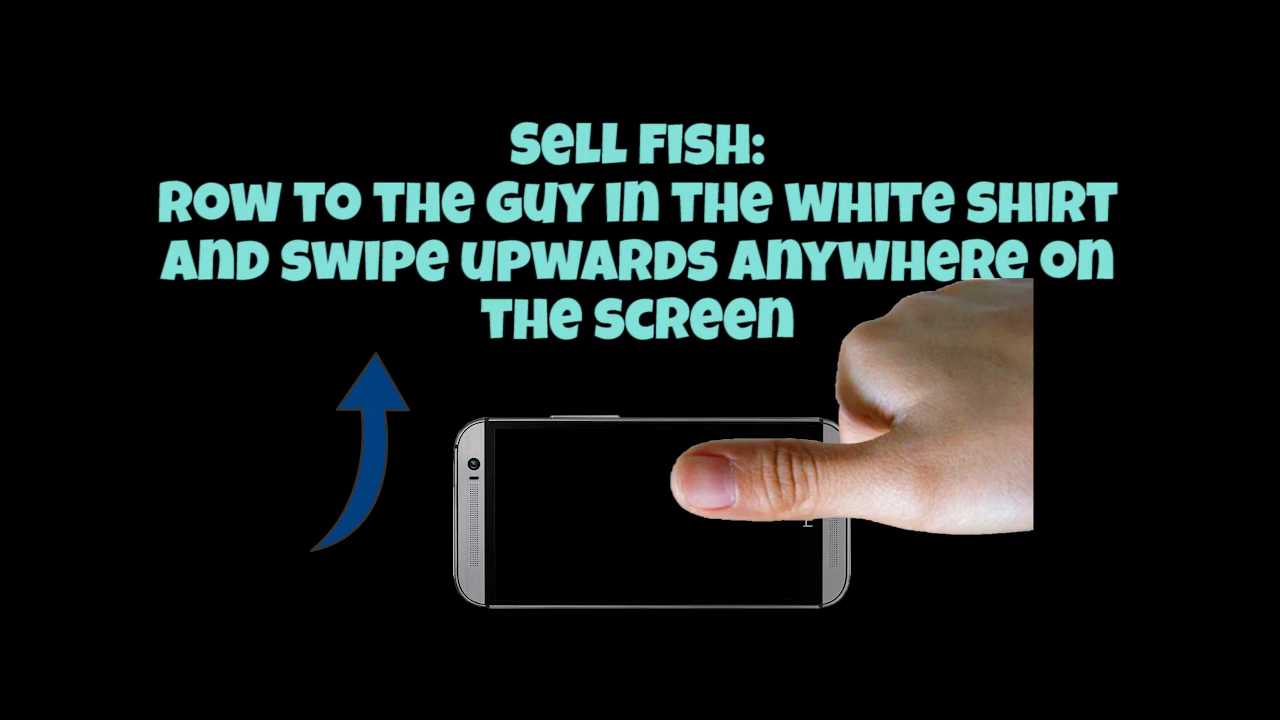 SELL FISH:
ROW TO THE GUY IN THE WHITE SHIRT
AND SWIPE UPWARDS ANYWHERE ON
THE SCREEN